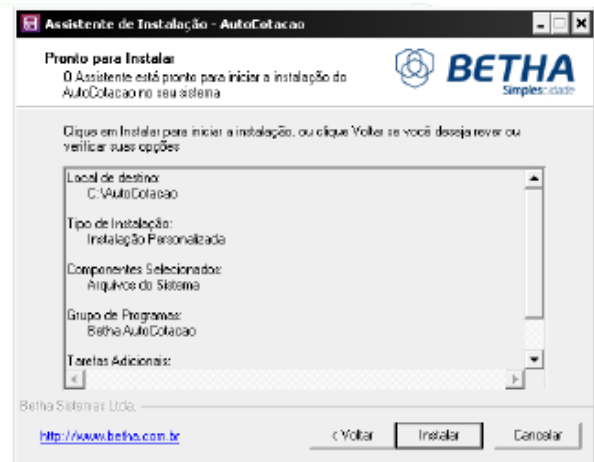 Assistente de Instalação - AutoCotacao
Pronto para Instalar
O Assistente está pronto para iniciar a instalação do
AutoCotacao no seu sistema
BETHA
Simplescidade
Clique em Instalar para iniciar a instalação, ou clique Voltar se você deseja rever ou
verificar suas opções
Local de destino:
C:\AutoCotacao
Tipo de Instalação:
Instalação Personalizada
Componentes Selecionados:
Arquivos do Sistema
Grupo de Programas:
Betha AutoCotacao
Tarefas Adicionais:
Betha Sistemas Ltda.
http://www.betha.com.br
< Voltar
Instalar
Cancelar